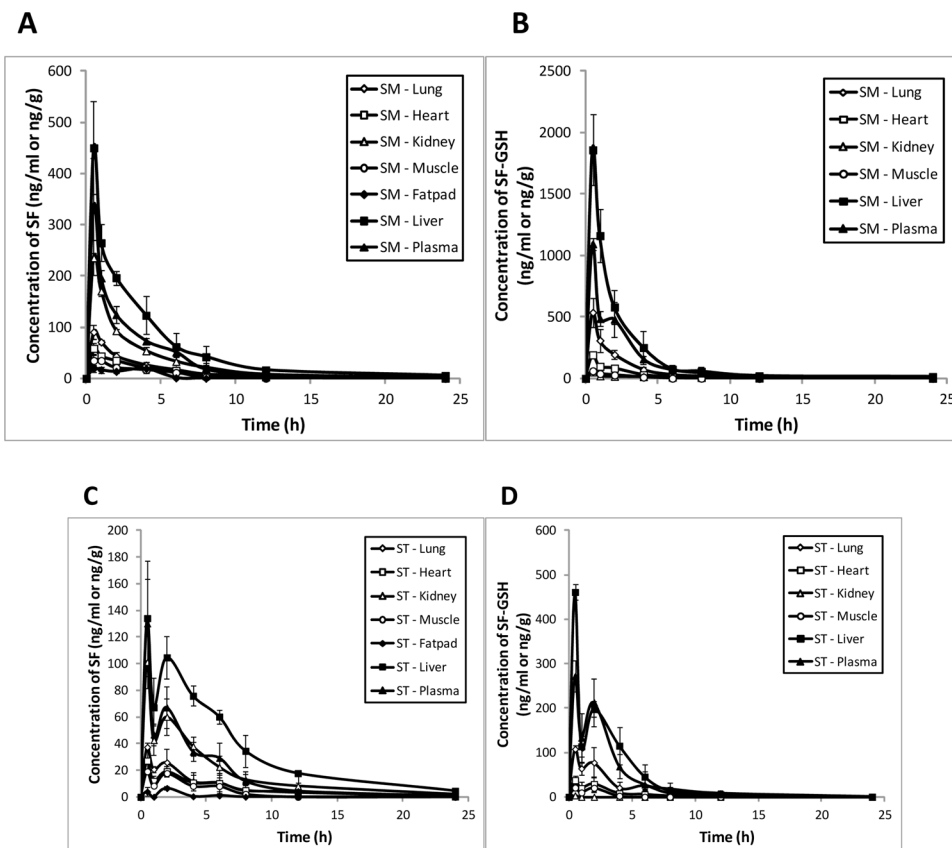 A
B
Concentration of SF (ng/ml or ng/g)
600
500
400
300
200
100
0
0 5 10 15 20 25
Time (h)
SM - Lung
SM - Heart
SM - Kidney
SM - Muscle
SM - Fatpad
SM - Liver
SM - Plasma
Concentration of SF-GSH
(ng/ml or ng/g)
2500
2000
1500
1000
500
0
0 5 10 15 20 25
Time (h)
SM - Lung
SM - Heart
SM - Kidney
SM - Muscle
SM - Liver
SM - Plasma
C
D
Concentration of SF (ng/ml or ng/g)
200
180
160
140
120
100
80
60
40
20
0
0 5 10 15 20 25
Time (h)
ST - Lung
ST - Heart
ST - Kidney
ST - Muscle
ST - Fatpad
ST - Liver
ST - Plasma
Concentration of SF-GSH
(ng/ml or ng/g)
600
500
400
300
200
100
0
0 5 10 15 20 25
Time (h)
ST - Lung
ST - Heart
ST - Kidney
ST - Muscle
ST - Liver
ST - Plasma